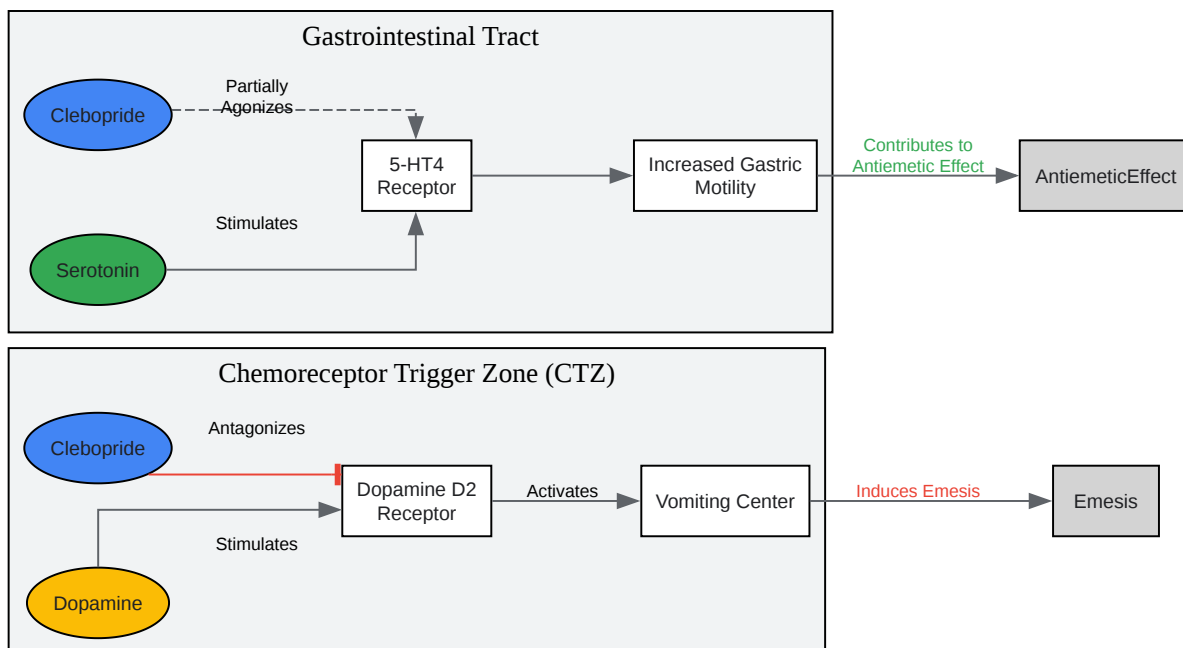 Gastrointestinal Tract
Clebopride
Partially
Agonizes
5-HT4
Receptor
Increased Gastric
Motility
Contributes to
Antiemetic Effect
AntiemeticEffect
Stimulates
Serotonin
Chemoreceptor Trigger Zone (CTZ)
Clebopride
Antagonizes
Dopamine D2
Receptor
Activates
Vomiting Center
Induces Emesis
Emesis
Stimulates
Dopamine